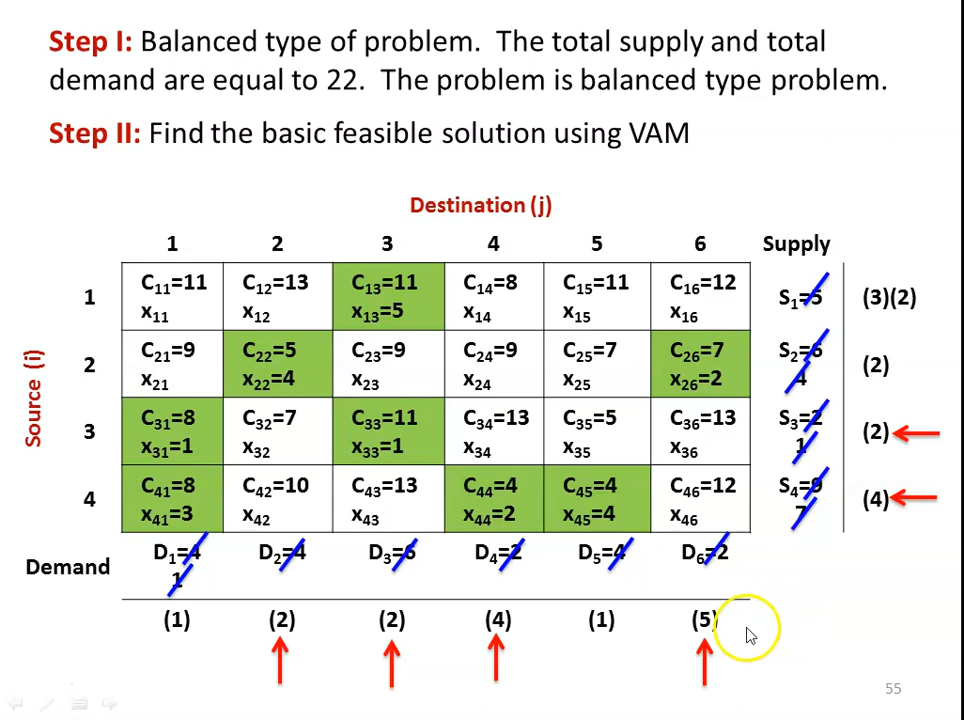 Step I: Balanced type of problem. The total supply and total
demand are equal to 22. The problem is balanced type problem.
Step II: Find the basic feasible solution using VAM
Destination (j)
1 2 3 4 5 6 Supply
Source (i)
C₁₁=11 C₁₂=13 C₁₃=11 C₁₄=8 C₁₅=11 C₁₆=12
1 x₁₁ x₁₂ x₁₃=5 x₁₄ x₁₅ x₁₆ S₁=5 (3)(2)
C₂₁=9 C₂₂=5 C₂₃=9 C₂₄=9 C₂₅=7 C₂₆=7 S₂=6
2 x₂₁ x₂₂=4 x₂₃ x₂₄ x₂₅ x₂₆=2 4 (2)
C₃₁=8 C₃₂=7 C₃₃=11 C₃₄=13 C₃₅=5 C₃₆=13 S₃=2
3 x₃₁=1 x₃₂ x₃₃=1 x₃₄ x₃₅ x₃₆ 1 (2)
C₄₁=8 C₄₂=10 C₄₃=13 C₄₄=4 C₄₅=4 C₄₆=12 S₄=9
4 x₄₁=3 x₄₂ x₄₃ x₄₄=2 x₄₅=4 x₄₆ 7 (4)
Demand D₁=4 D₂=4 D₃=6 D₄=2 D₅=4 D₆=2
1
(1) (2) (2) (4) (1) (5)
55